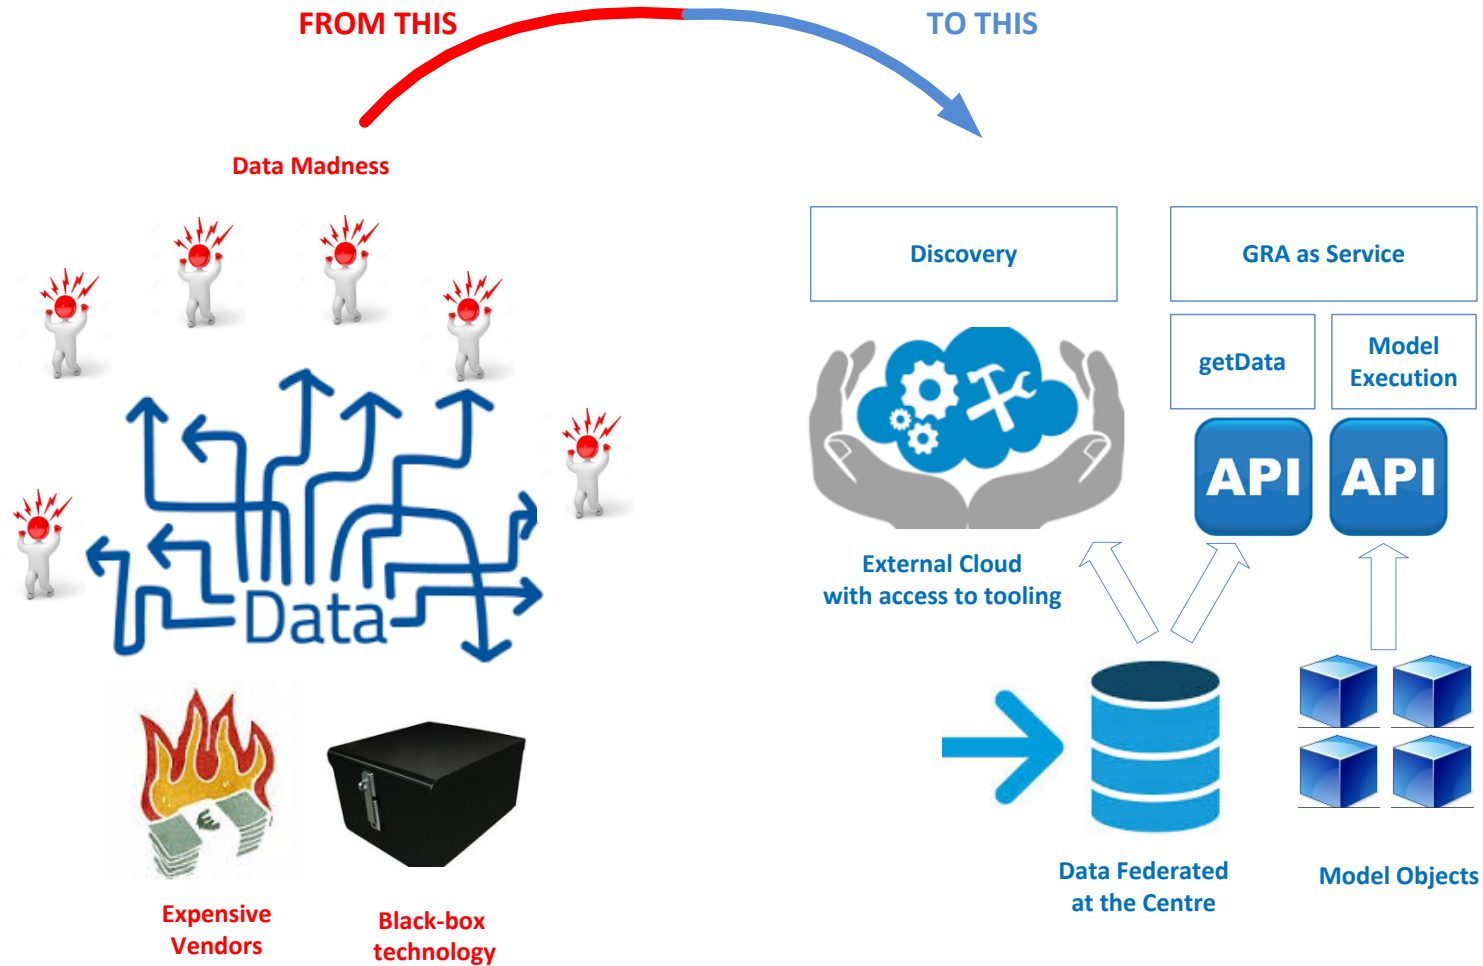 FROM THIS
TO THIS
Data Madness
Data
€
Expensive
Vendors
Black-box
technology
Discovery
GRA as Service
getData
Model
Execution
API
API
External Cloud
with access to tooling
Data Federated
at the Centre
Model Objects